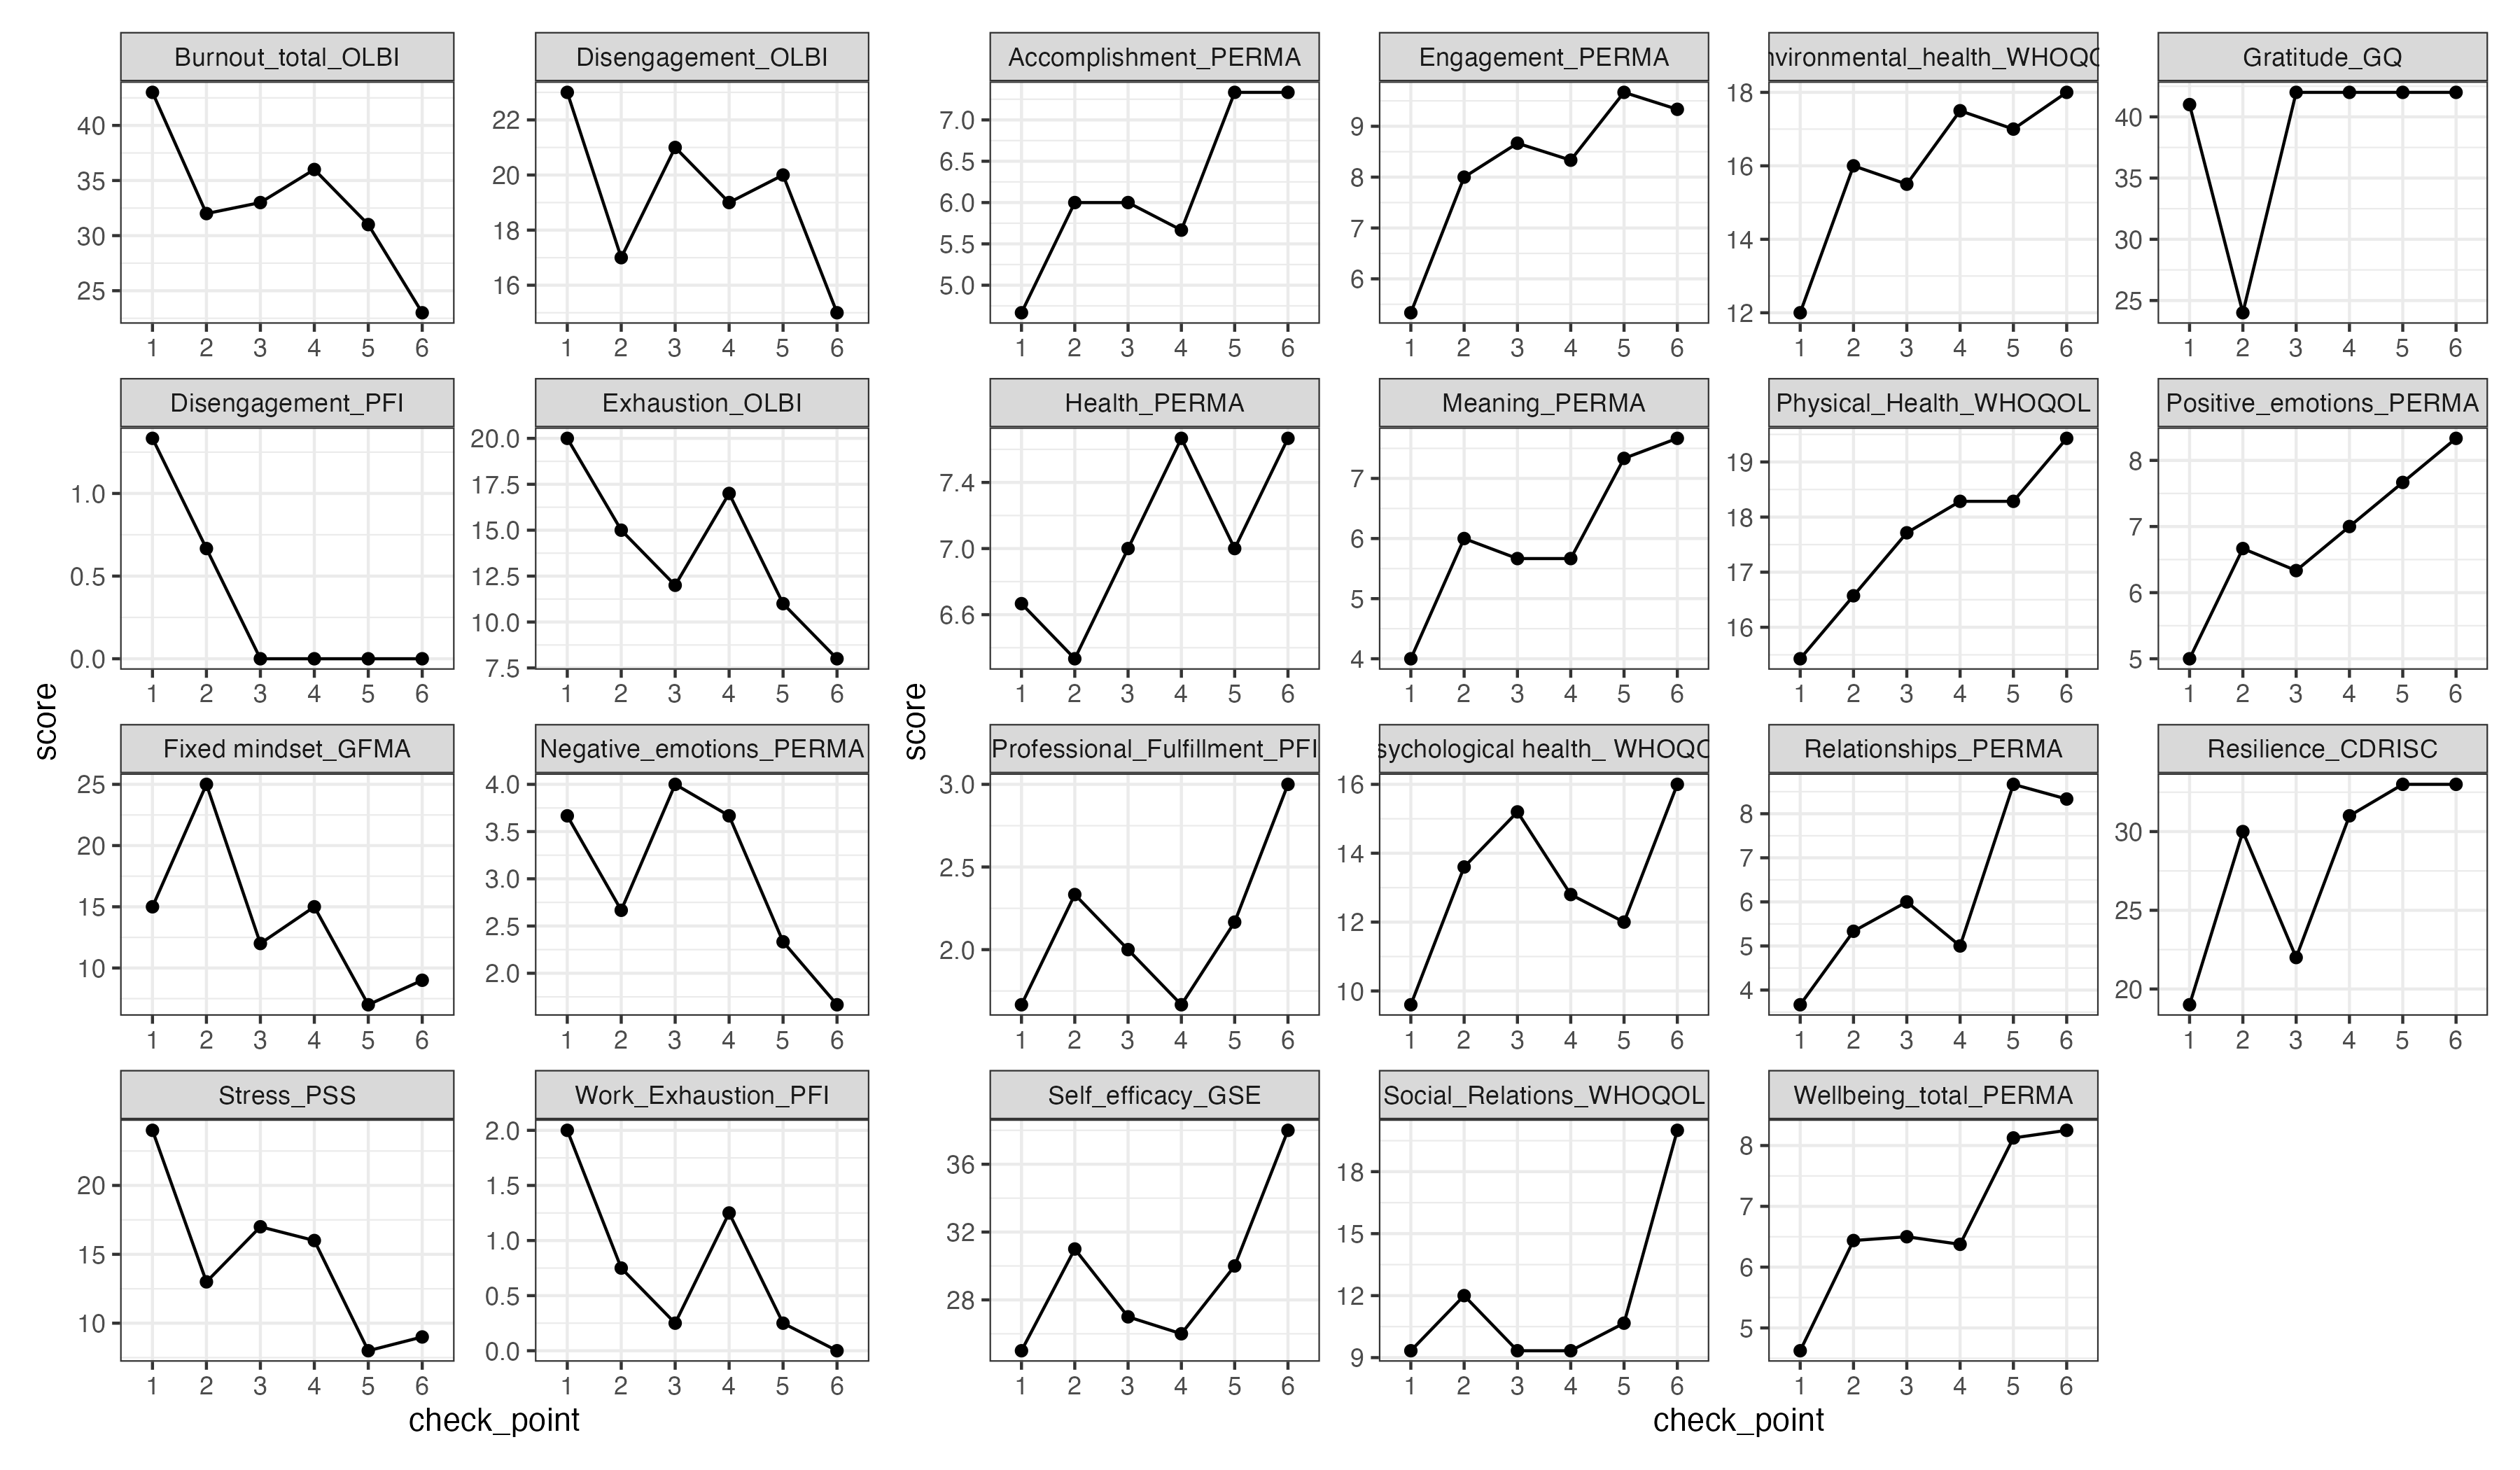 Burnout_total_OLBI
Disengagement_OLBI
Accomplishment_PERMA
Engagement_PERMA
nvironmental_health_WHOQO
Gratitude_GQ
40
35
30
25
1 2 3 4 5 6
22
20
18
16
1 2 3 4 5 6
7.0
6.5
6.0
5.5
5.0
1 2 3 4 5 6
9
8
7
6
1 2 3 4 5 6
18
16
14
12
1 2 3 4 5 6
40
35
30
25
1 2 3 4 5 6
Disengagement_PFI
Exhaustion_OLBI
Health_PERMA
Meaning_PERMA
Physical_Health_WHOQOL
Positive_emotions_PERMA
1.0
0.5
0.0
1 2 3 4 5 6
20.0
17.5
15.0
12.5
10.0
7.5
1 2 3 4 5 6
7.4
7.0
6.6
1 2 3 4 5 6
7
6
5
4
1 2 3 4 5 6
19
18
17
16
1 2 3 4 5 6
8
7
6
5
1 2 3 4 5 6
score
score
Fixed mindset_GFMA
Negative_emotions_PERMA
Professional_Fulfillment_PFI
sychological health_ WHOQO
Relationships_PERMA
Resilience_CDRISC
25
20
15
10
1 2 3 4 5 6
4.0
3.5
3.0
2.5
2.0
1 2 3 4 5 6
3.0
2.5
2.0
1 2 3 4 5 6
16
14
12
10
1 2 3 4 5 6
8
7
6
5
4
1 2 3 4 5 6
30
25
20
1 2 3 4 5 6
Stress_PSS
Work_Exhaustion_PFI
Self_efficacy_GSE
Social_Relations_WHOQOL
Wellbeing_total_PERMA
20
15
10
1 2 3 4 5 6
2.0
1.5
1.0
0.5
0.0
1 2 3 4 5 6
36
32
28
1 2 3 4 5 6
18
15
12
9
1 2 3 4 5 6
8
7
6
5
1 2 3 4 5 6
check_point
check_point